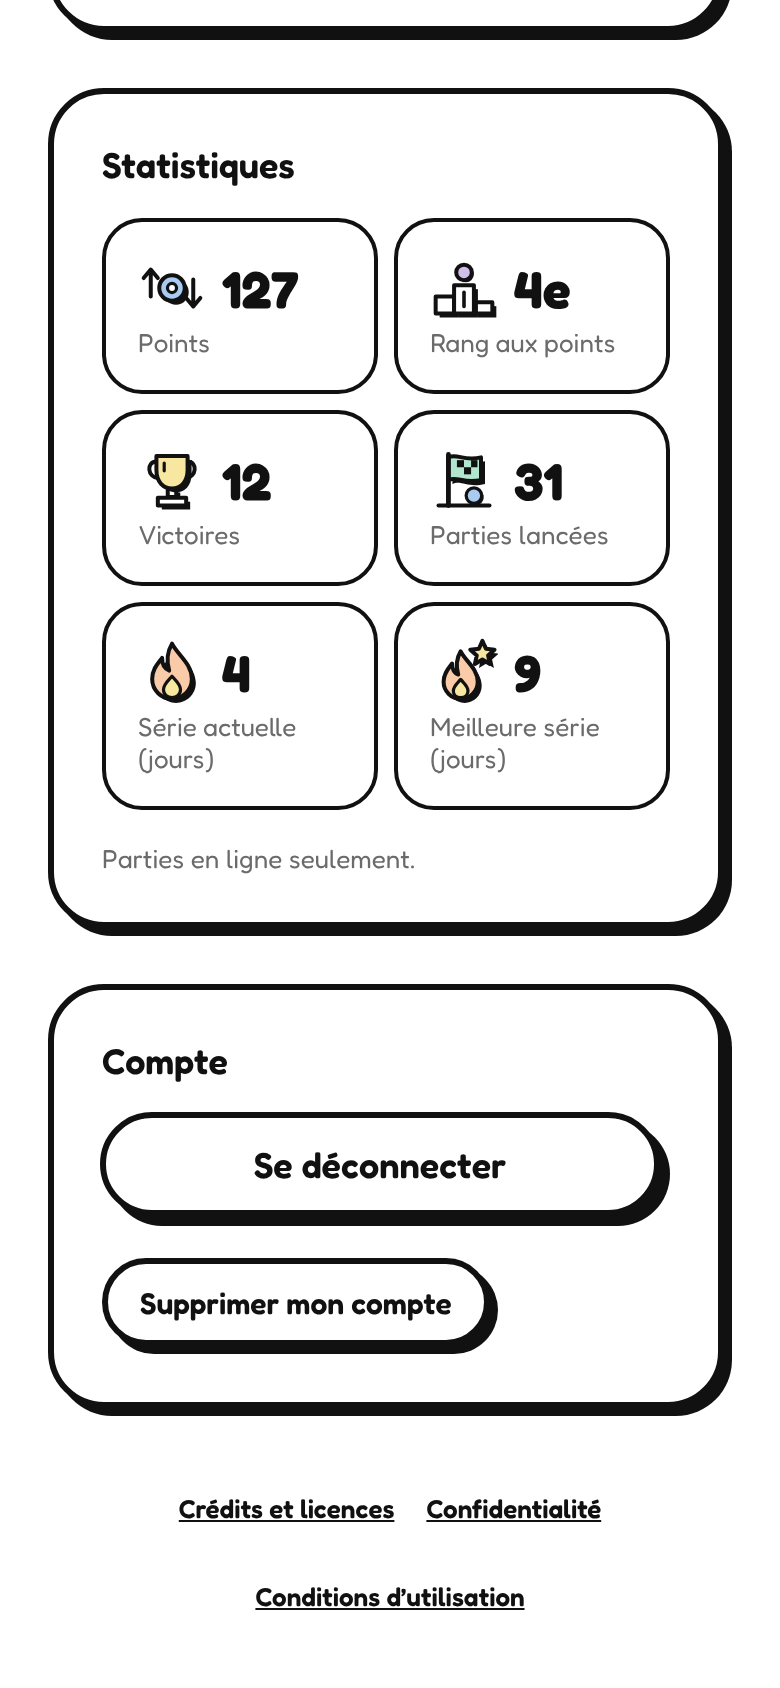 Statistiques
127
Points
4e
Rang aux points
12
Victoires
31
Parties lancées
4
Série actuelle
(jours)
9
Meilleure série
(jours)
Parties en ligne seulement.
Compte
Se déconnecter
Supprimer mon compte
Crédits et licences Confidentialité
Conditions d’utilisation